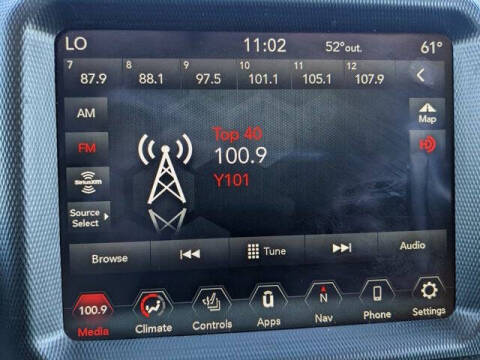 LO 11:02 52°out. 61°
7 8 9 10 11 12
87.9 88.1 97.5 101.1 105.1 107.9
AM
Map
Top 40
FM
100.9
HD
Y101
SiriusXM
Source
Select
Browse Tune Audio
100.9 ū N
Media Climate Controls Apps Nav Phone Settings